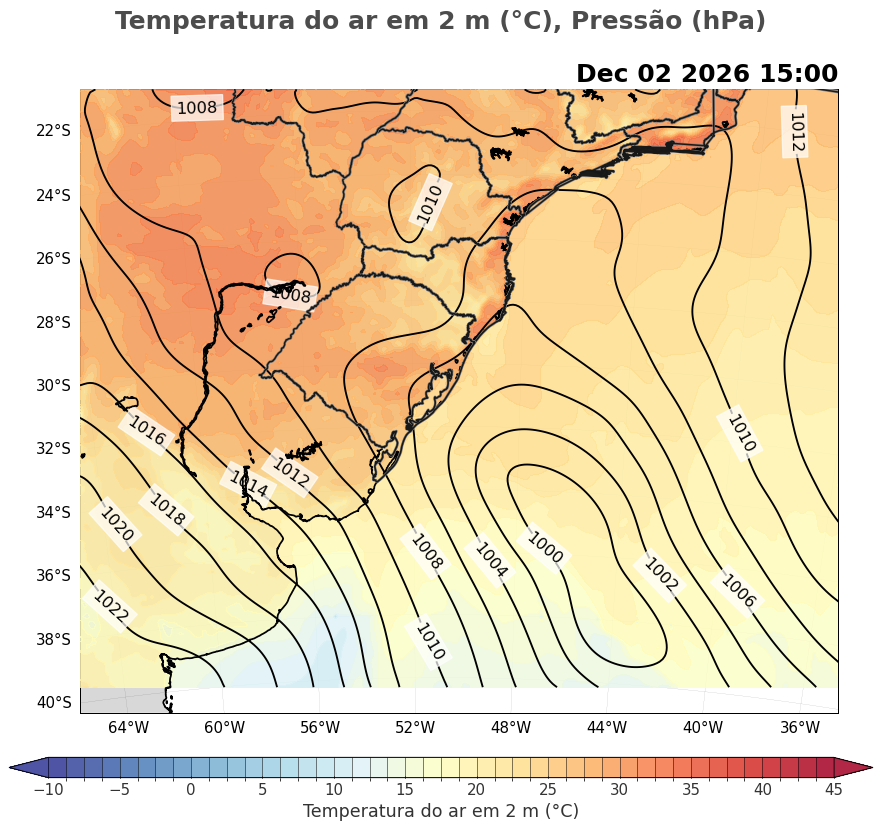 Temperatura do ar em 2 m (°C), Pressão (hPa)
Dec 02 2026 15:00
1008
1012
22°S
24°S
1010
26°S
1008
28°S
30°S
1016
1010
32°S
1012
1014
34°S
1018
1020
1000
1008
1004
36°S
1002
1006
1022
38°S
1010
40°S
64°W 60°W 56°W 52°W 48°W 44°W 40°W 36°W
−10 −5 0 5 10 15 20 25 30 35 40 45
Temperatura do ar em 2 m (°C)